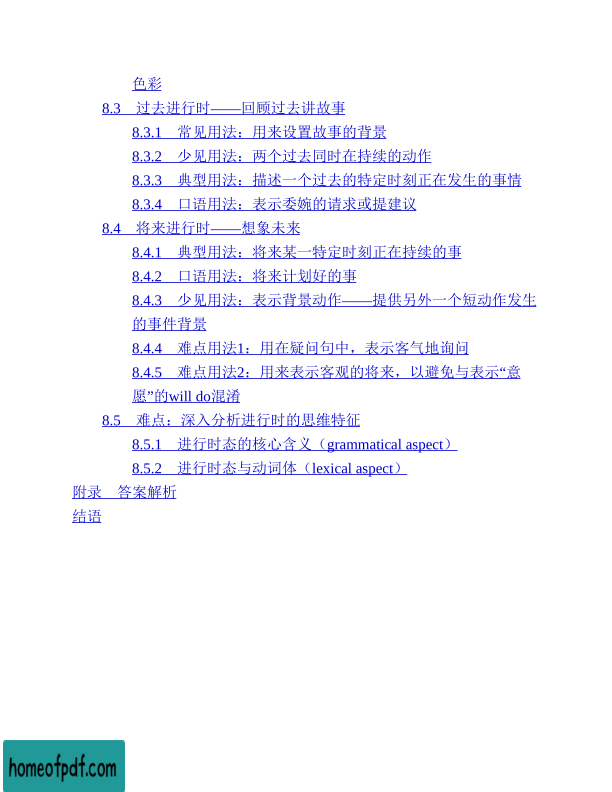 色彩
8.3 过去进行时——回顾过去讲故事
8.3.1 常见用法：用来设置故事的背景
8.3.2 少见用法：两个过去同时在持续的动作
8.3.3 典型用法：描述一个过去的特定时刻正在发生的事情
8.3.4 口语用法：表示委婉的请求或提建议
8.4 将来进行时——想象未来
8.4.1 典型用法：将来某一特定时刻正在持续的事
8.4.2 口语用法：将来计划好的事
8.4.3 少见用法：表示背景动作——提供另外一个短动作发生
的事件背景
8.4.4 难点用法1：用在疑问句中，表示客气地询问
8.4.5 难点用法2：用来表示客观的将来，以避免与表示“意
愿”的will do混淆
8.5 难点：深入分析进行时的思维特征
8.5.1 进行时态的核心含义（grammatical aspect）
8.5.2 进行时态与动词体（lexical aspect）
附录 答案解析
结语
homeofpdf.com